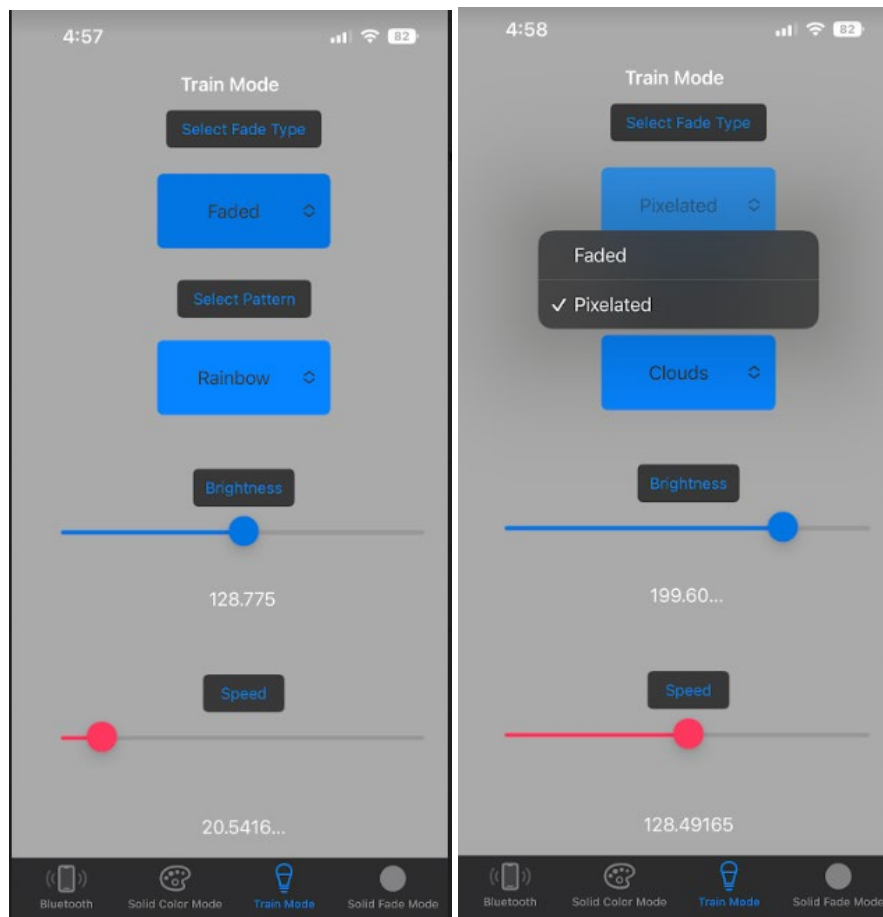 4:57
82
Train Mode
Select Fade Type
Faded
Select Pattern
Rainbow
Brightness
128.775
Speed
20.5416...
Bluetooth
Solid Color Mode
Train Mode
Solid Fade Mode
4:58
82
Train Mode
Select Fade Type
Pixelated
Faded
✓ Pixelated
Clouds
Brightness
199.60...
Speed
128.49165
Bluetooth
Solid Color Mode
Train Mode
Solid Fade Mode